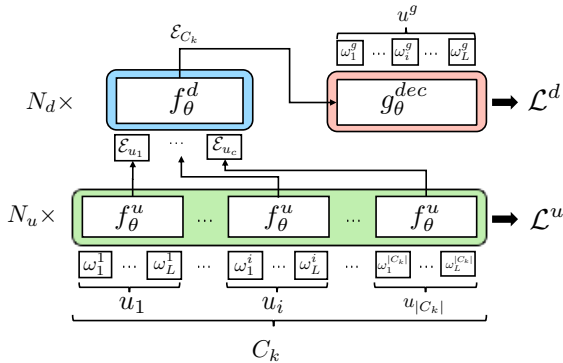 u^g
ℰ_{C_k} ω_1^g ... ω_i^g ... ω_L^g
N_d× f_θ^d g_θ^{dec} ℒ^d
ℰ_{u_1} ... ℰ_{u_c}
N_u× f_θ^u ... f_θ^u ... f_θ^u ℒ^u
ω_1^1 ... ω_L^1 ... ω_1^i ... ω_L^i ... ω_1^{|C_k|} ... ω_L^{|C_k|}
u_1 u_i u_{|C_k|}
C_k